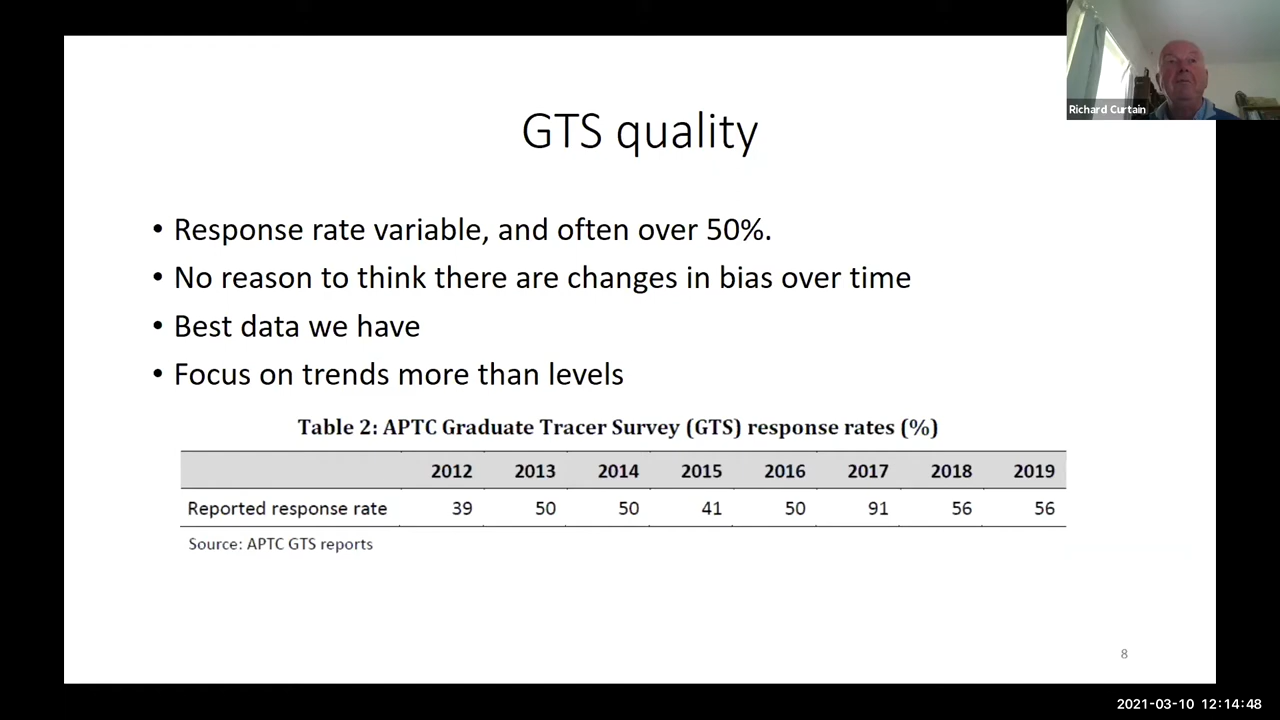 Richard Curtain
GTS quality
• Response rate variable, and often over 50%.
• No reason to think there are changes in bias over time
• Best data we have
• Focus on trends more than levels
Table 2: APTC Graduate Tracer Survey (GTS) response rates (%)
2012 2013 2014 2015 2016 2017 2018 2019
Reported response rate 39 50 50 41 50 91 56 56
Source: APTC GTS reports
8
2021-03-10 12:14:48